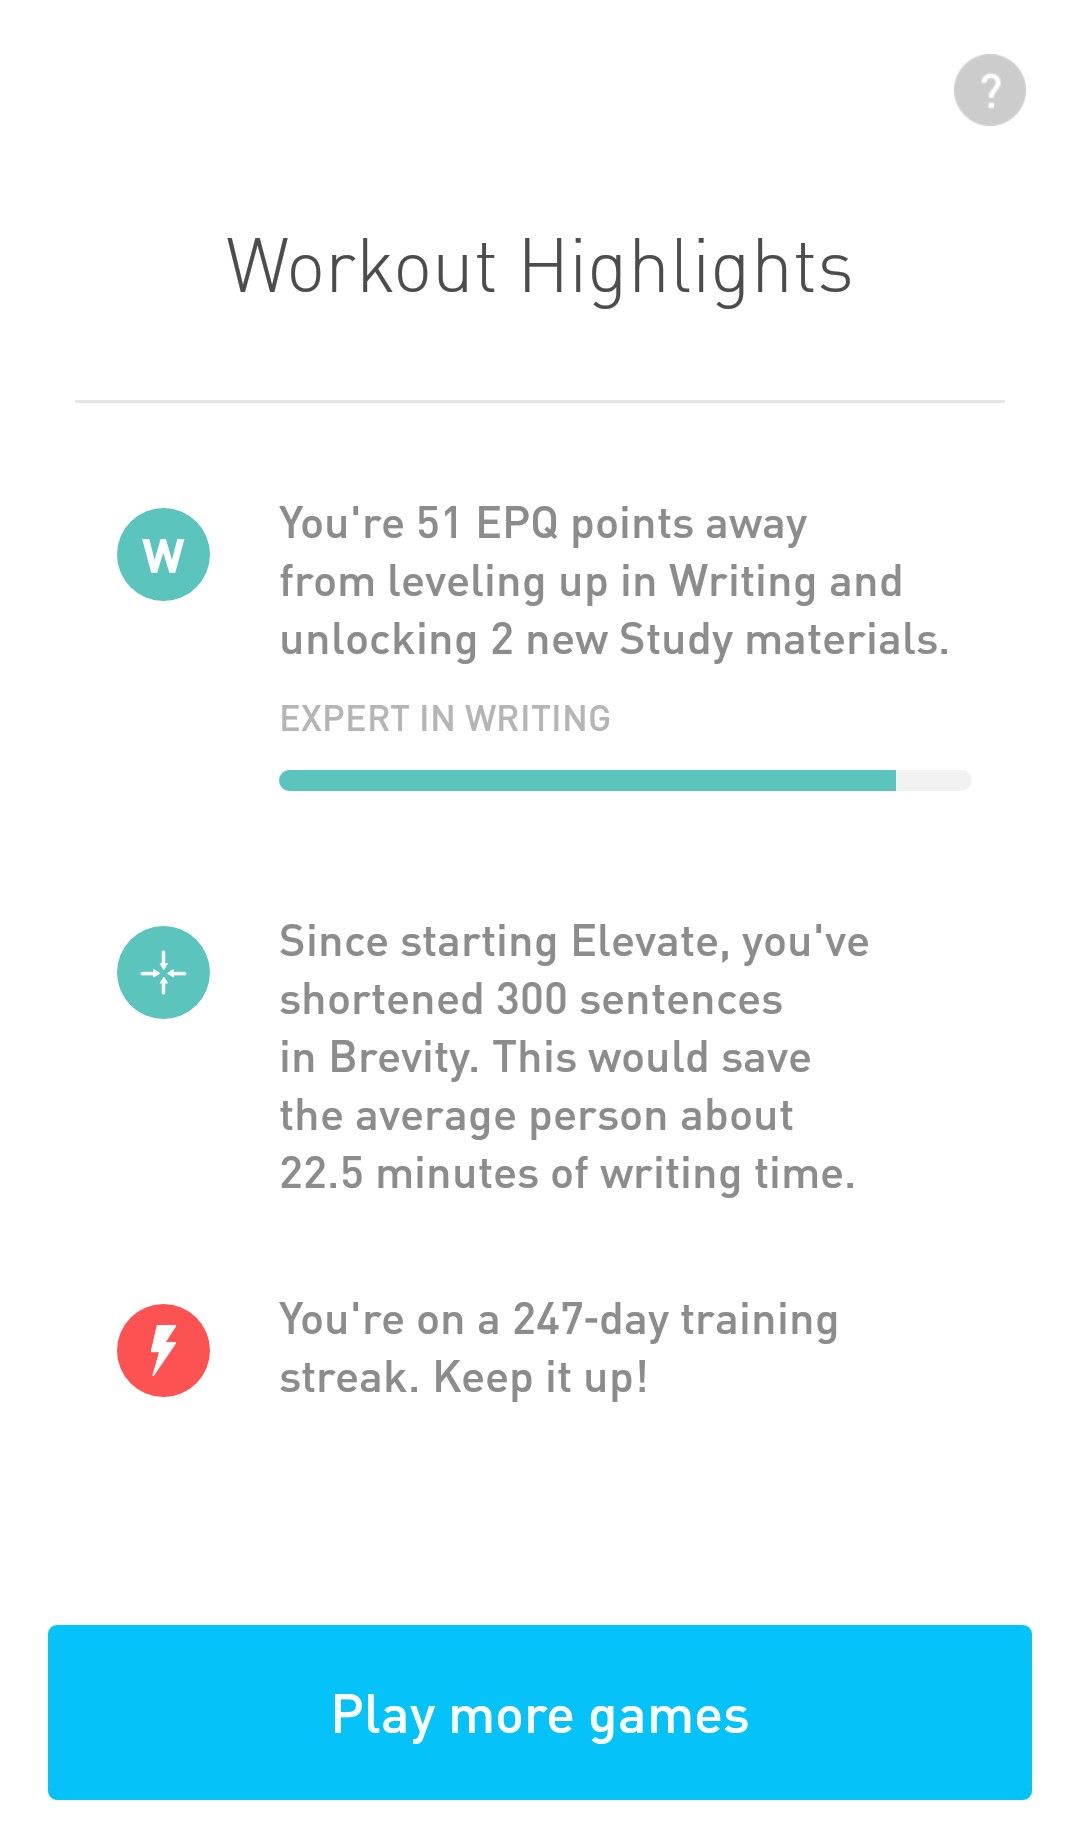 ?
Workout Highlights
W
You're 51 EPQ points away
from leveling up in Writing and
unlocking 2 new Study materials.
EXPERT IN WRITING
Since starting Elevate, you've
shortened 300 sentences
in Brevity. This would save
the average person about
22.5 minutes of writing time.
You're on a 247-day training
streak. Keep it up!
Play more games